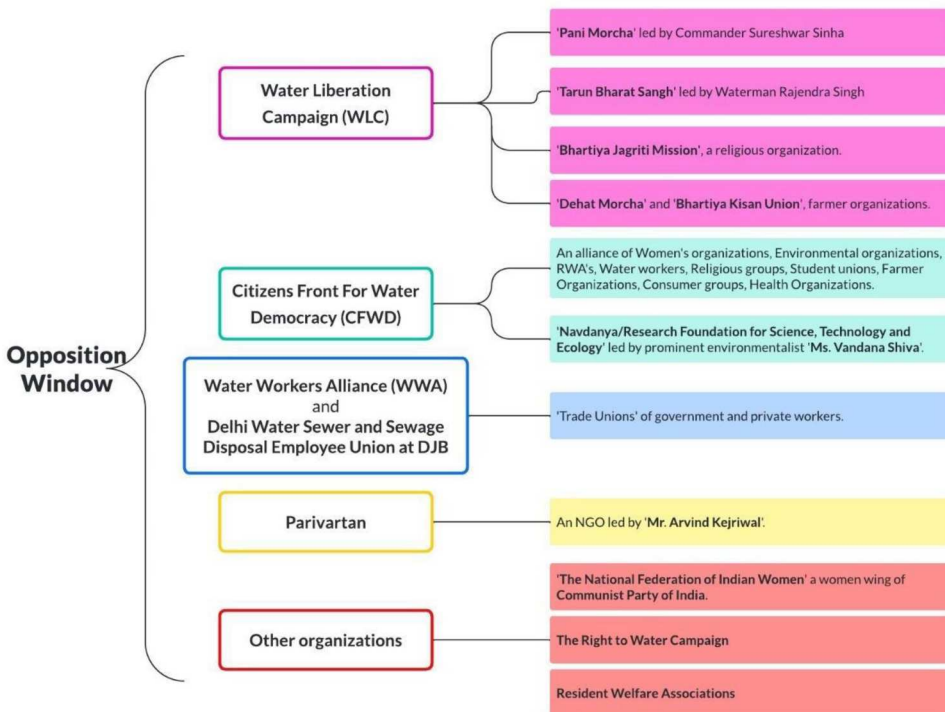 Opposition
Window
Water Liberation
Campaign (WLC)
'Pani Morcha' led by Commander Sureshwar Sinha
'Tarun Bharat Sangh' led by Waterman Rajendra Singh
'Bhartiya Jagriti Mission', a religious organization.
'Dehat Morcha' and 'Bhartiya Kisan Union', farmer organizations.
Citizens Front For Water
Democracy (CFWD)
An alliance of Women's organizations, Environmental organizations,
RWA's, Water workers, Religious groups, Student unions, Farmer
Organizations, Consumer groups, Health Organizations.
'Navdanya/Research Foundation for Science, Technology and
Ecology' led by prominent environmentalist 'Ms. Vandana Shiva'.
Water Workers Alliance (WWA)
and
Delhi Water Sewer and Sewage
Disposal Employee Union at DJB
'Trade Unions' of government and private workers.
Parivartan
An NGO led by 'Mr. Arvind Kejriwal'.
Other organizations
'The National Federation of Indian Women' a women wing of
Communist Party of India.
The Right to Water Campaign
Resident Welfare Associations